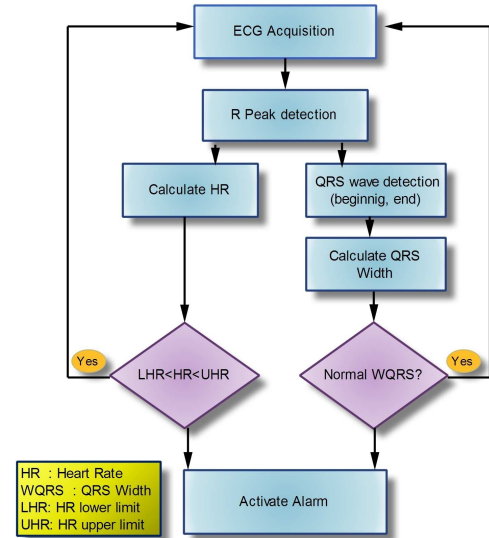 ECG Acquisition
R Peak detection
Calculate HR
QRS wave detection
(beginnig, end)
Calculate QRS
Width
Yes
LHR<HR<UHR
Normal WQRS?
Yes
HR : Heart Rate
WQRS : QRS Width
LHR: HR lower limit
UHR: HR upper limit
Activate Alarm